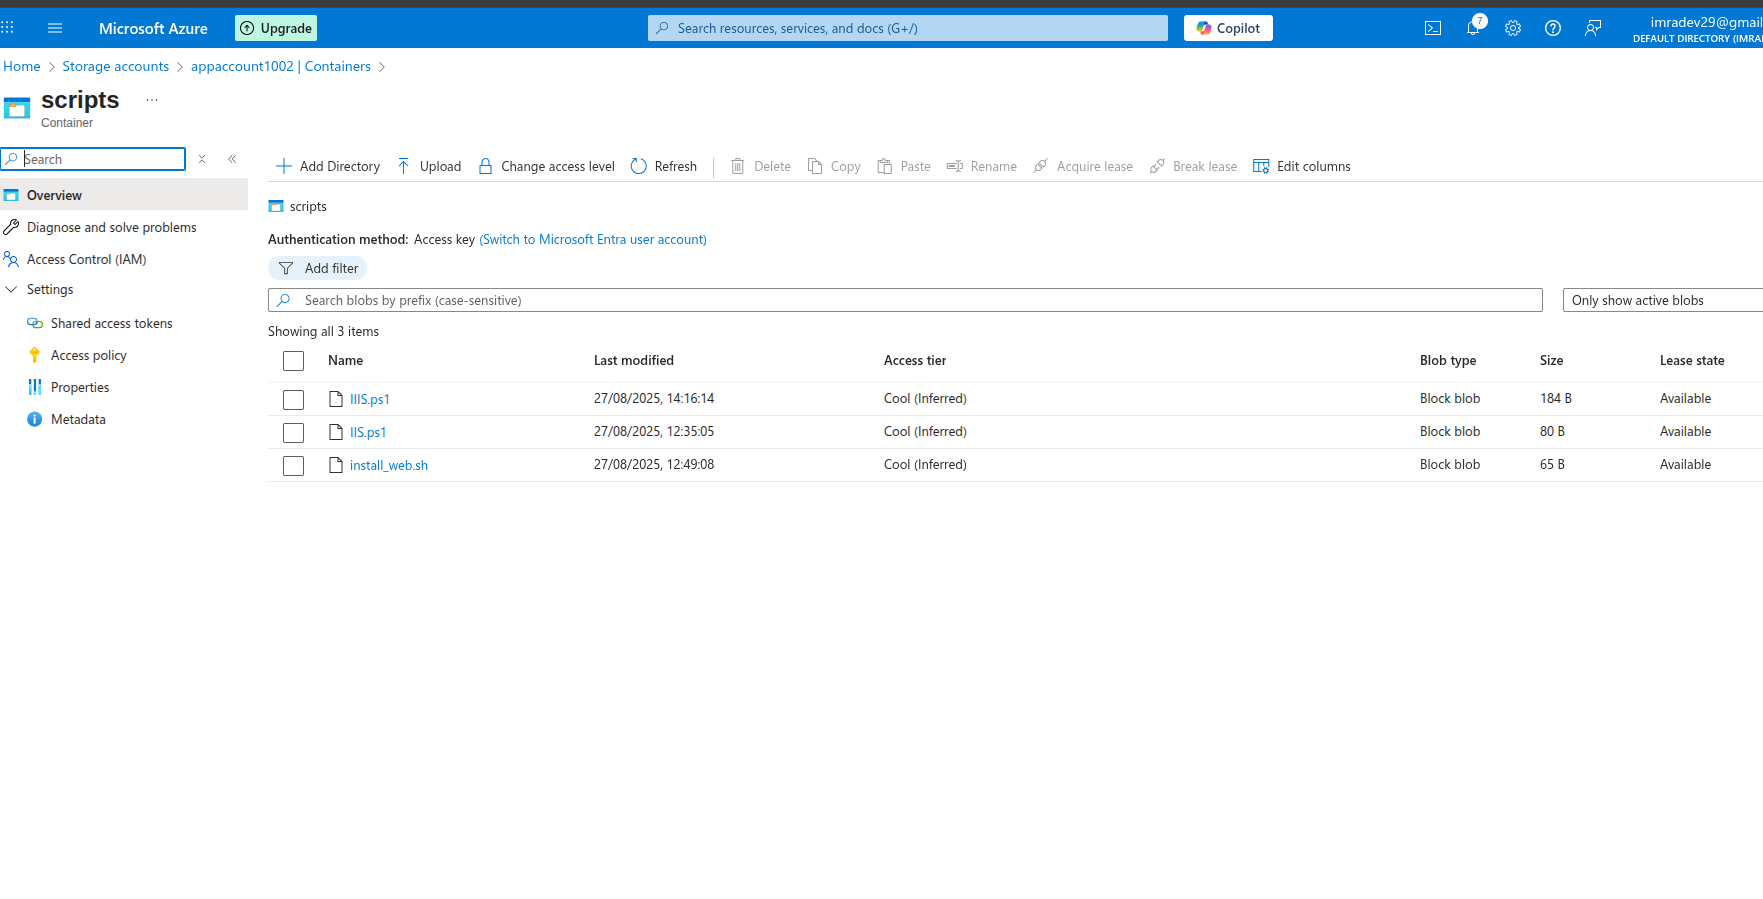 Microsoft Azure
Upgrade
Search resources, services, and docs (G+/)
Copilot
7
imradev29@gmail
DEFAULT DIRECTORY (IMRA
Home > Storage accounts > appaccount1002 | Containers >
scripts ...
Container
Search
Overview
Diagnose and solve problems
Access Control (IAM)
Settings
Shared access tokens
Access policy
Properties
Metadata
Add Directory Upload Change access level Refresh Delete Copy Paste Rename Acquire lease Break lease Edit columns
scripts
Authentication method: Access key (Switch to Microsoft Entra user account)
Add filter
Search blobs by prefix (case-sensitive) Only show active blobs
Showing all 3 items
Name Last modified Access tier Blob type Size Lease state
IIIS.ps1 27/08/2025, 14:16:14 Cool (Inferred) Block blob 184 B Available
IIS.ps1 27/08/2025, 12:35:05 Cool (Inferred) Block blob 80 B Available
install_web.sh 27/08/2025, 12:49:08 Cool (Inferred) Block blob 65 B Available